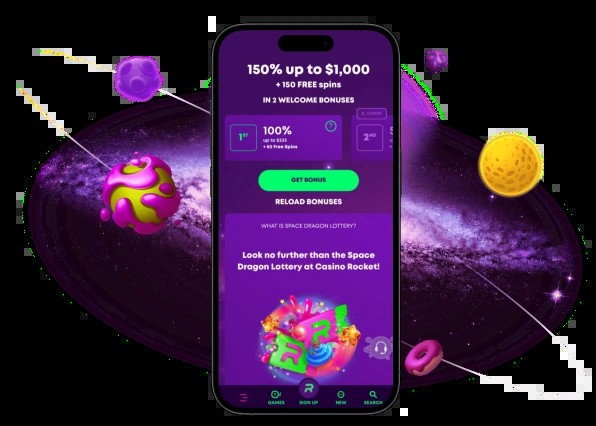 150% up to $1,000
+ 150 FREE spins
IN 2 WELCOME BONUSES
1ST
100%
up to $333
+ 50 Free Spins
?
2ND
GET BONUS
RELOAD BONUSES
WHAT IS SPACE DRAGON LOTTERY?
Look no further than the Space
Dragon Lottery at Casino Rocket!
R R
R
GAMES SIGN UP NEW SEARCH